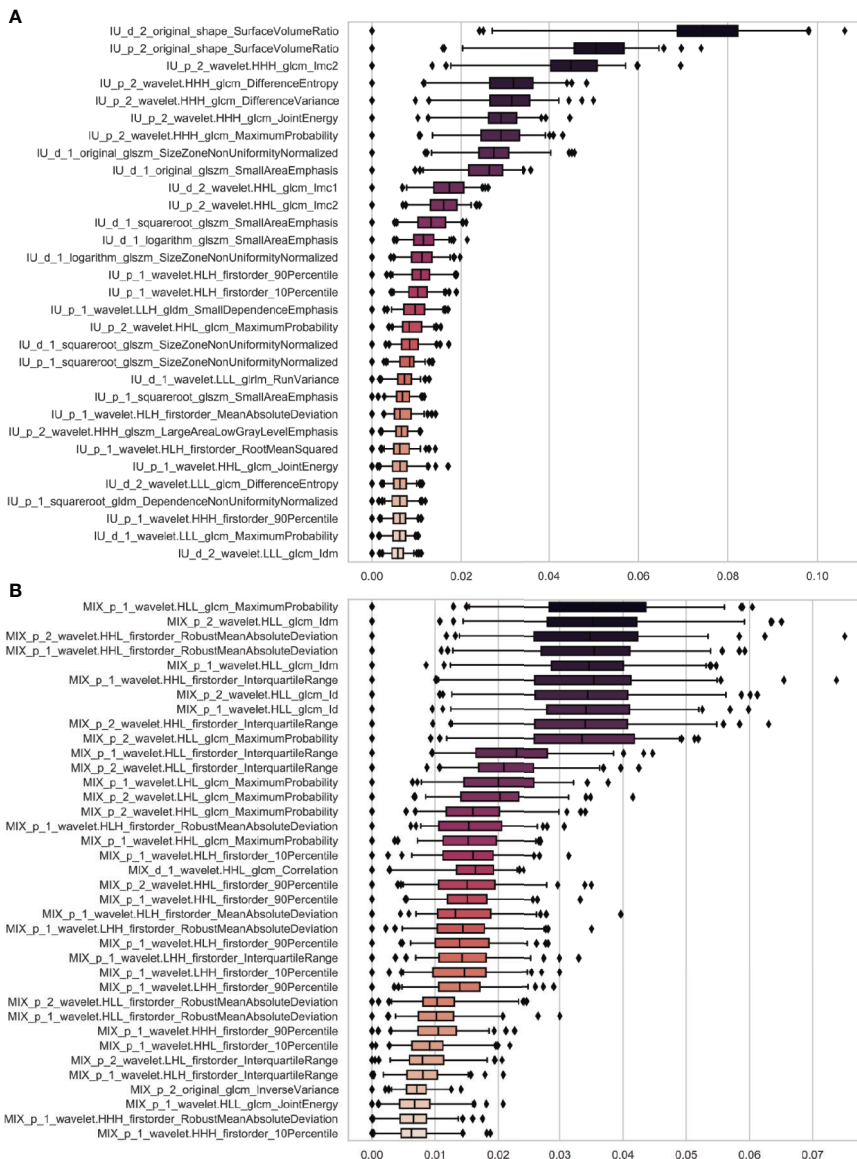 A
IU_d_2_original_shape_SurfaceVolumeRatio
IU_p_2_original_shape_SurfaceVolumeRatio
IU_p_2_wavelet.HHH_glcm_Imc2
IU_p_2_wavelet.HHH_glcm_DifferenceEntropy
IU_p_2_wavelet.HHH_glcm_DifferenceVariance
IU_p_2_wavelet.HHH_glcm_JointEnergy
IU_p_2_wavelet.HHH_glcm_MaximumProbability
IU_d_1_original_glszm_SizeZoneNonUniformityNormalized
IU_d_1_original_glszm_SmallAreaEmphasis
IU_d_2_wavelet.HHL_glcm_Imc1
IU_p_2_wavelet.HHL_glcm_Imc2
IU_d_1_squareroot_glszm_SmallAreaEmphasis
IU_d_1_logarithm_glszm_SmallAreaEmphasis
IU_d_1_logarithm_glszm_SizeZoneNonUniformityNormalized
IU_p_1_wavelet.HLH_firstorder_90Percentile
IU_p_1_wavelet.HLH_firstorder_10Percentile
IU_p_1_wavelet.LLH_gldm_SmallDependenceEmphasis
IU_p_2_wavelet.HHL_glcm_MaximumProbability
IU_d_1_squareroot_glszm_SizeZoneNonUniformityNormalized
IU_p_1_squareroot_glszm_SizeZoneNonUniformityNormalized
IU_d_1_wavelet.LLL_glrlm_RunVariance
IU_p_1_squareroot_glszm_SmallAreaEmphasis
IU_p_1_wavelet.HLH_firstorder_MeanAbsoluteDeviation
IU_p_2_wavelet.HHH_glszm_LargeAreaLowGrayLevelEmphasis
IU_p_1_wavelet.HLH_firstorder_RootMeanSquared
IU_p_1_wavelet.HHL_glcm_JointEnergy
IU_d_2_wavelet.LLL_glcm_DifferenceEntropy
IU_p_1_squareroot_gldm_DependenceNonUniformityNormalized
IU_p_1_wavelet.HHH_firstorder_90Percentile
IU_d_1_wavelet.LLL_glcm_MaximumProbability
IU_d_2_wavelet.LLL_glcm_Idm
0.00 0.02 0.04 0.06 0.08 0.10
B
MIX_p_1_wavelet.HLL_glcm_MaximumProbability
MIX_p_2_wavelet.HLL_glcm_Idm
MIX_p_2_wavelet.HHL_firstorder_RobustMeanAbsoluteDeviation
MIX_p_1_wavelet.HHL_firstorder_RobustMeanAbsoluteDeviation
MIX_p_1_wavelet.HLL_glcm_Idm
MIX_p_1_wavelet.HHL_firstorder_InterquartileRange
MIX_p_2_wavelet.HLL_glcm_Id
MIX_p_1_wavelet.HLL_glcm_Id
MIX_p_2_wavelet.HHL_firstorder_InterquartileRange
MIX_p_2_wavelet.HLL_glcm_MaximumProbability
MIX_p_1_wavelet.HLL_firstorder_InterquartileRange
MIX_p_2_wavelet.HLL_firstorder_InterquartileRange
MIX_p_1_wavelet.LHL_glcm_MaximumProbability
MIX_p_2_wavelet.LHL_glcm_MaximumProbability
MIX_p_2_wavelet.HHL_glcm_MaximumProbability
MIX_p_1_wavelet.HLH_firstorder_RobustMeanAbsoluteDeviation
MIX_p_1_wavelet.HHL_glcm_MaximumProbability
MIX_p_1_wavelet.HLH_firstorder_10Percentile
MIX_d_1_wavelet.HHL_glcm_Correlation
MIX_p_2_wavelet.HHL_firstorder_90Percentile
MIX_p_1_wavelet.HHL_firstorder_90Percentile
MIX_p_1_wavelet.HLH_firstorder_MeanAbsoluteDeviation
MIX_p_1_wavelet.LHH_firstorder_RobustMeanAbsoluteDeviation
MIX_p_1_wavelet.HLH_firstorder_90Percentile
MIX_p_1_wavelet.LHH_firstorder_InterquartileRange
MIX_p_1_wavelet.LHH_firstorder_10Percentile
MIX_p_1_wavelet.LHH_firstorder_90Percentile
MIX_p_2_wavelet.HLL_firstorder_RobustMeanAbsoluteDeviation
MIX_p_1_wavelet.HLL_firstorder_RobustMeanAbsoluteDeviation
MIX_p_1_wavelet.HHH_firstorder_90Percentile
MIX_p_1_wavelet.HHL_firstorder_10Percentile
MIX_p_2_wavelet.LHL_firstorder_InterquartileRange
MIX_p_1_wavelet.HLH_firstorder_InterquartileRange
MIX_p_2_original_glcm_InverseVariance
MIX_p_1_wavelet.HLL_glcm_JointEnergy
MIX_p_1_wavelet.HHH_firstorder_RobustMeanAbsoluteDeviation
MIX_p_1_wavelet.HHH_firstorder_10Percentile
0.00 0.01 0.02 0.03 0.04 0.05 0.06 0.07